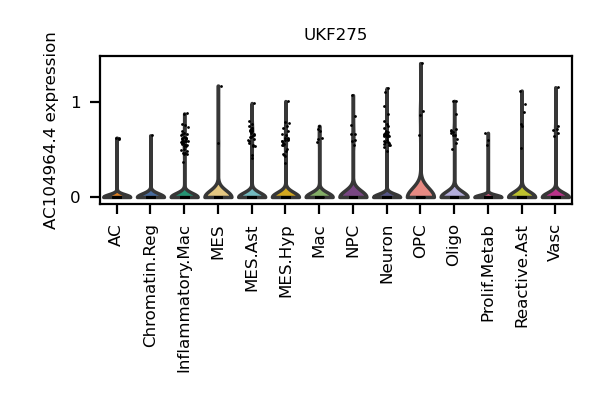 UKF275
AC104964.4 expression
1
0
AC
Chromatin.Reg
Inflammatory.Mac
MES
MES.Ast
MES.Hyp
Mac
NPC
Neuron
OPC
Oligo
Prolif.Metab
Reactive.Ast
Vasc